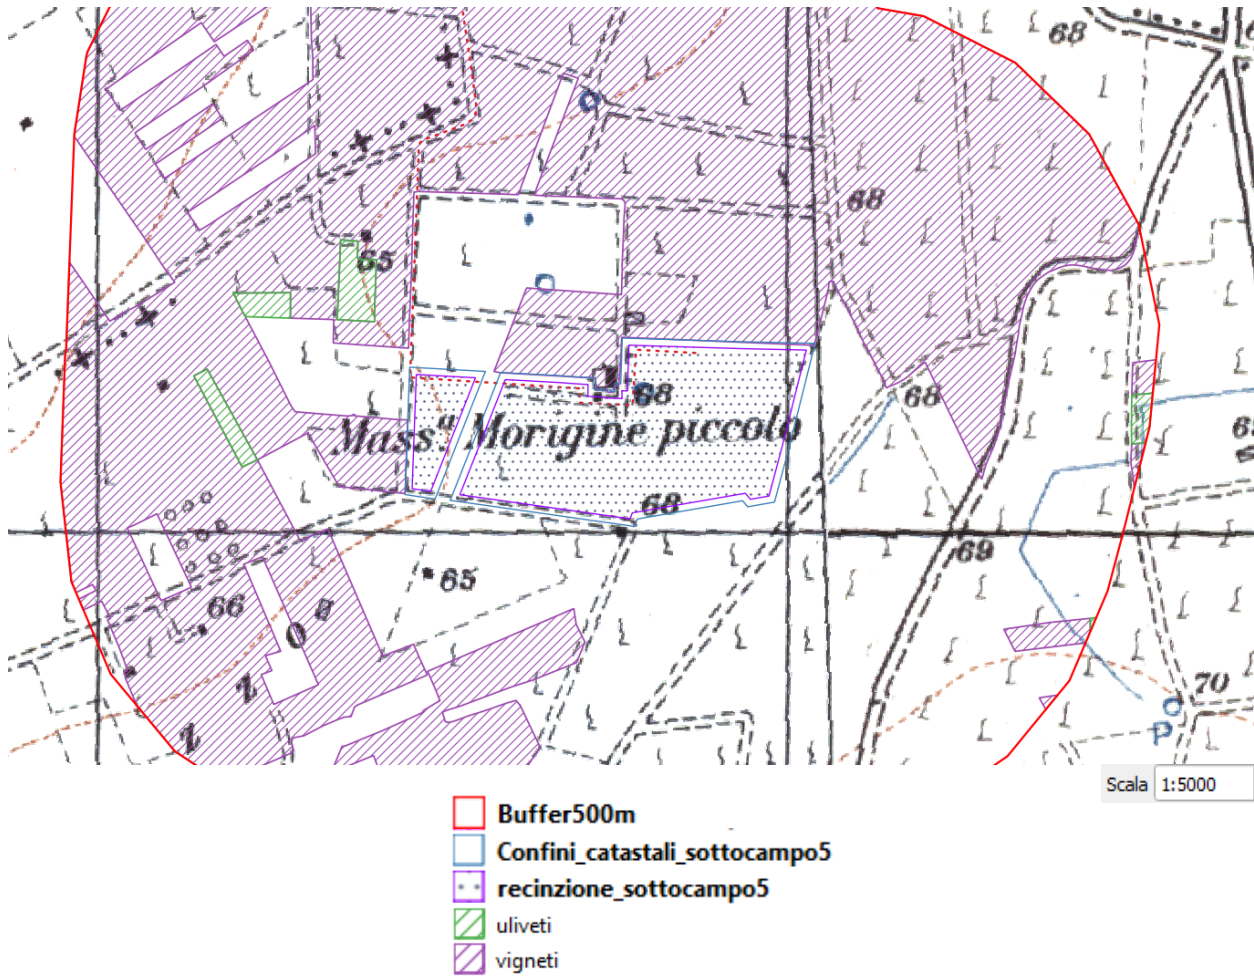 68
68
65
68
68
Mass.ª Morigine piccolo
68
69
65
66
O
Z
Z
70
P
Scala 1:5000
Buffer500m
Confini_catastali_sottocampo5
recinzione_sottocampo5
uliveti
vigneti